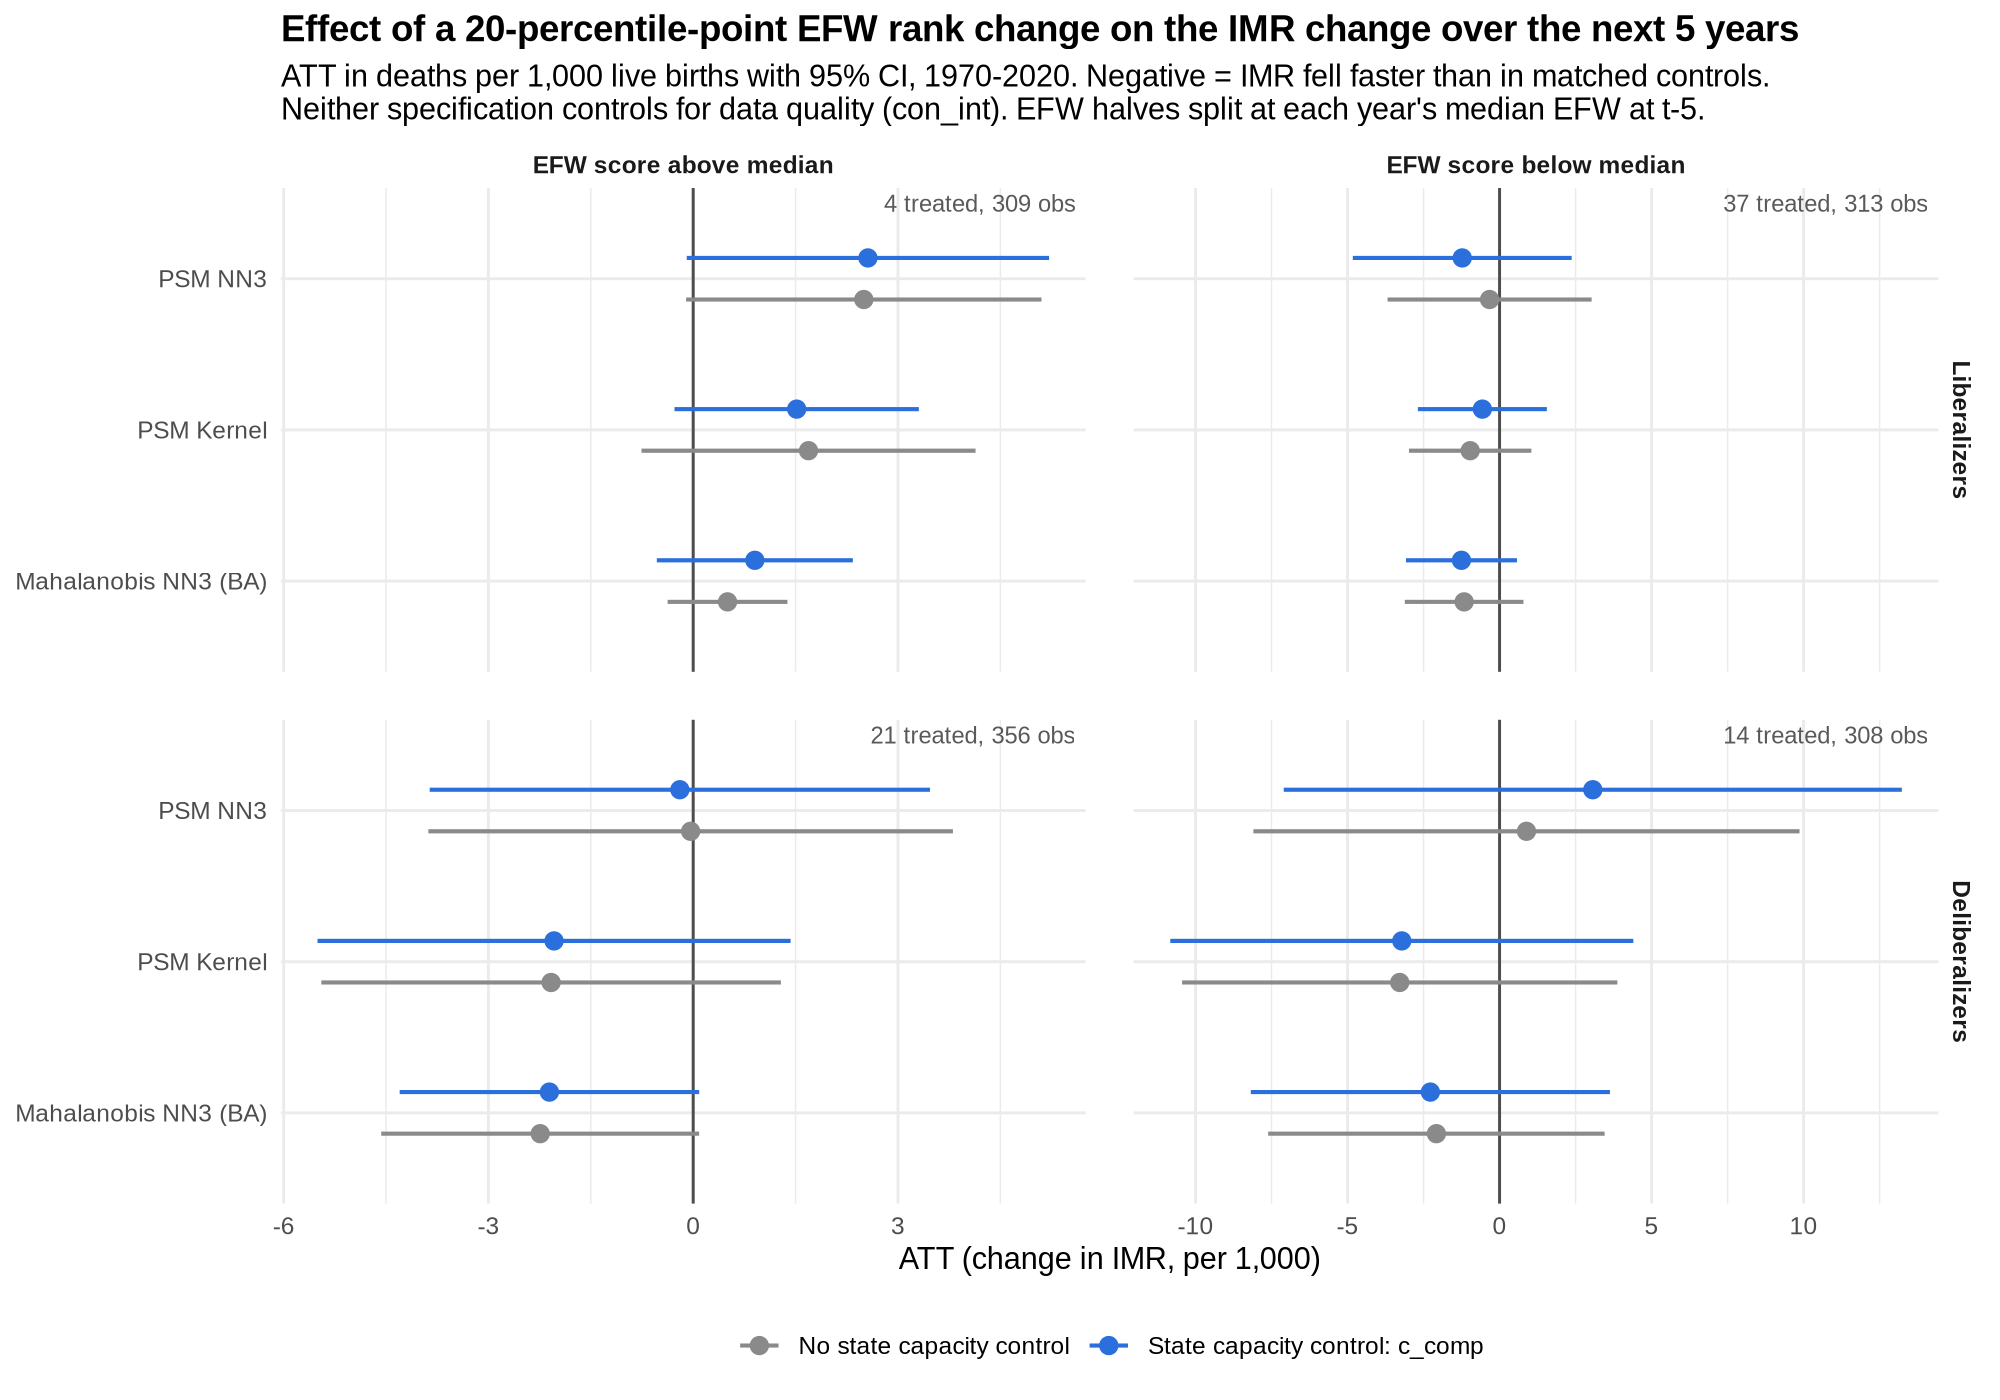 Effect of a 20-percentile-point EFW rank change on the IMR change over the next 5 years
ATT in deaths per 1,000 live births with 95% CI, 1970-2020. Negative = IMR fell faster than in matched controls.
Neither specification controls for data quality (con_int). EFW halves split at each year's median EFW at t-5.
EFW score above median
EFW score below median
4 treated, 309 obs
37 treated, 313 obs
PSM NN3
PSM Kernel
Mahalanobis NN3 (BA)
Liberalizers
21 treated, 356 obs
14 treated, 308 obs
PSM NN3
PSM Kernel
Mahalanobis NN3 (BA)
Deliberalizers
-6 -3 0 3
-10 -5 0 5 10
ATT (change in IMR, per 1,000)
No state capacity control
State capacity control: c_comp